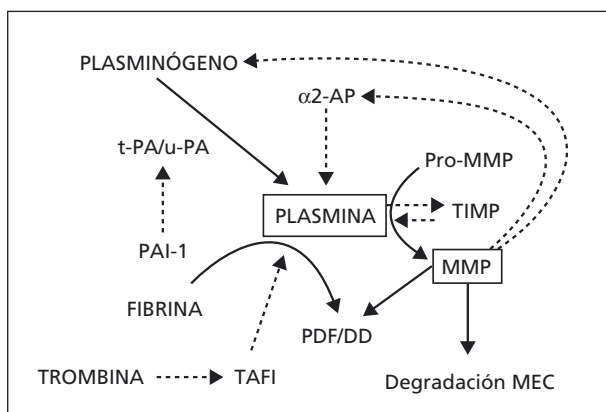 PLASMINÓGENO
α2-AP
t-PA/u-PA
Pro-MMP
PLASMINA
TIMP
PAI-1
MMP
FIBRINA
PDF/DD
TROMBINA
TAFI
Degradación MEC